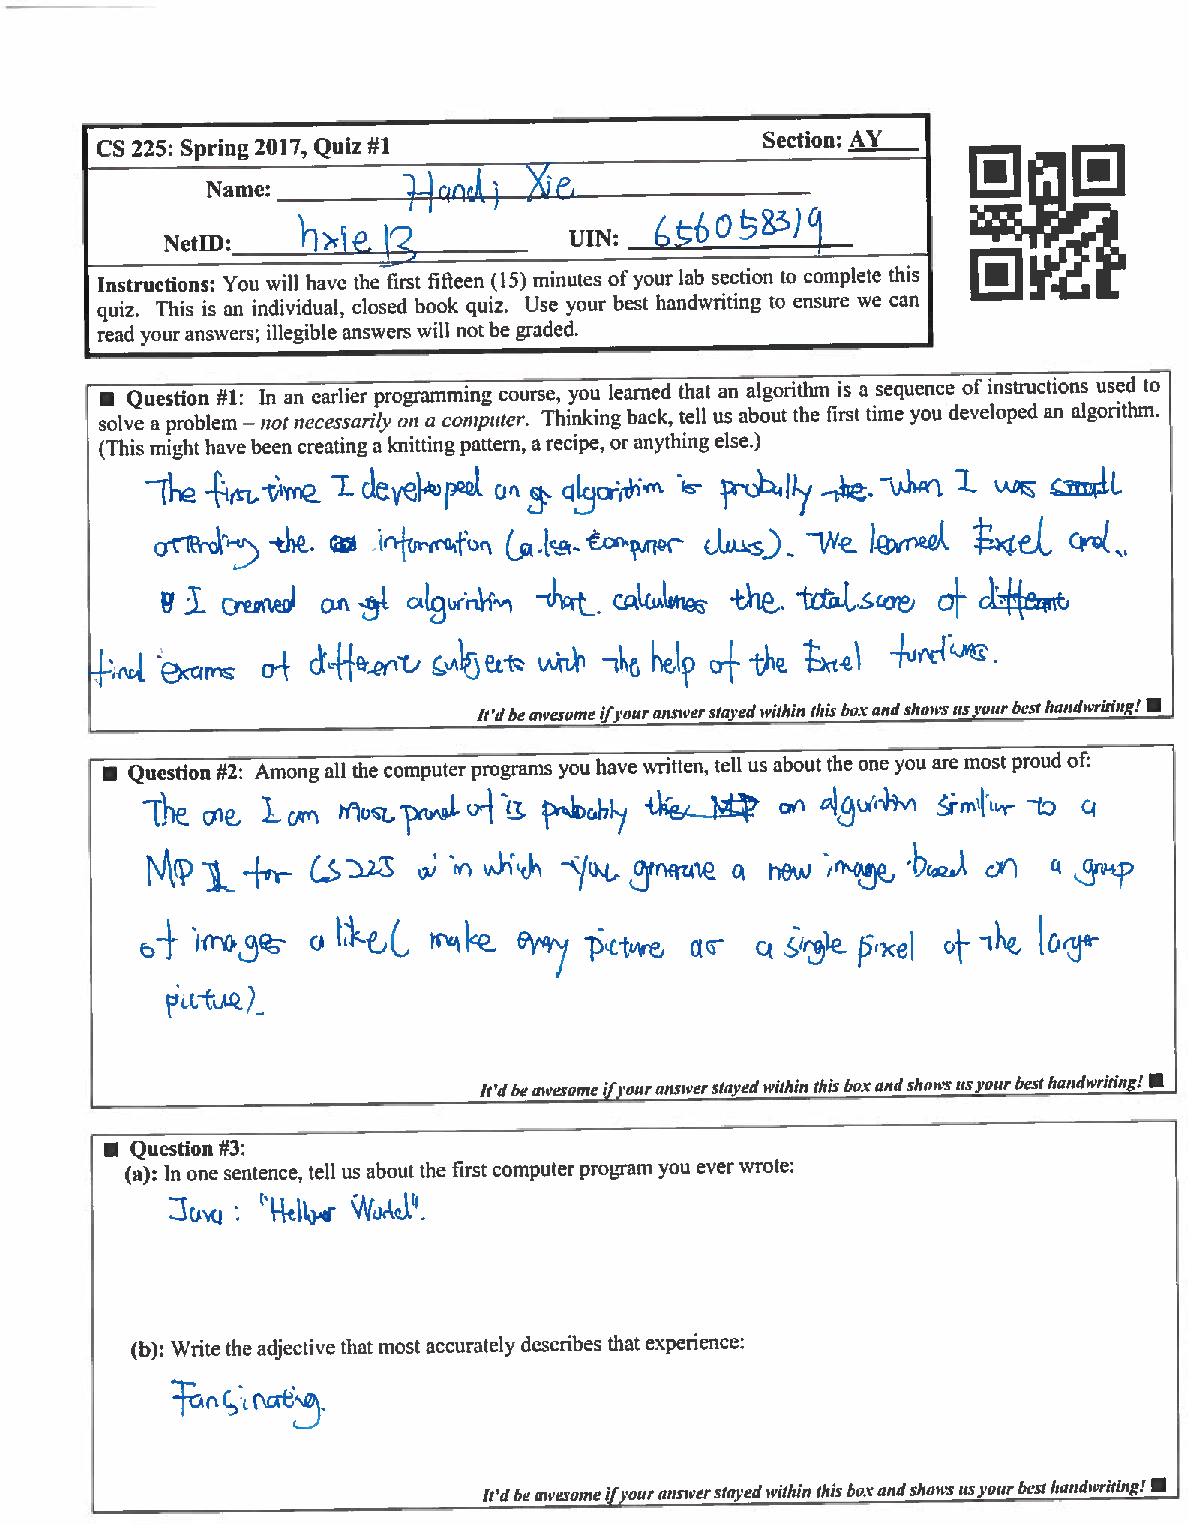 CS 225: Spring 2017, Quiz #1 Section: AY
Name: Handi Xie
NetID: hxie13 UIN: 656058319
Instructions: You will have the first fifteen (15) minutes of your lab section to complete this
quiz. This is an individual, closed book quiz. Use your best handwriting to ensure we can
read your answers; illegible answers will not be graded.
■ Question #1: In an earlier programming course, you learned that an algorithm is a sequence of instructions used to
solve a problem – not necessarily on a computer. Thinking back, tell us about the first time you developed an algorithm.
(This might have been creating a knitting pattern, a recipe, or anything else.)
The first time I developed an algorithm is probally when I was
attending the information (a.k.a. computer class). We learned Excel and
I created an algorithm that calculates the total score of
final exams of different subjects with the help of the Excel functions.
It'd be awesome if your answer stayed within this box and shows us your best handwriting! ■
■ Question #2: Among all the computer programs you have written, tell us about the one you are most proud of:
The one I am most proud of is probably an algorithm similar to a
MP for CS225 in which you generate a new image based on a group
of images alike( make every picture as a single pixel of the larger
picture).
It'd be awesome if your answer stayed within this box and shows us your best handwriting! ■
■ Question #3:
(a): In one sentence, tell us about the first computer program you ever wrote:
Java: "Hello World".
(b): Write the adjective that most accurately describes that experience:
Fancinating.
It'd be awesome if your answer stayed within this box and shows us your best handwriting! ■